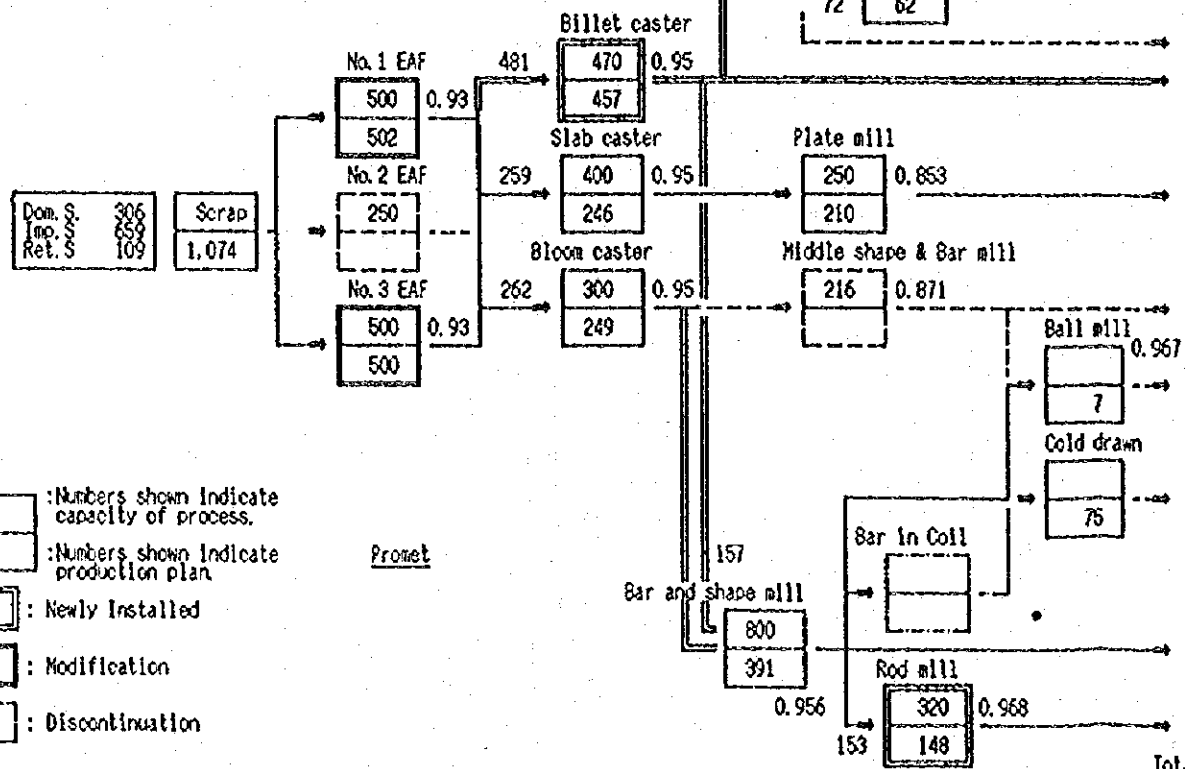 72 62
Billet caster
No. 1 EAF
481
470 0.95
500 0.93
457
502
Slab caster
Plate mill
No. 2 EAF
259
400 0.95
250 0.853
Dom. S. 306
Imp. S 659
Ret. S 109
Scrap
1,074
250
246
210
Bloom caster
Middle shape & Bar mill
No. 3 EAF
262
300 0.95
216 0.871
500 0.93
249
Ball mill
0.967
500
7
Cold drawn
:Numbers shown indicate
capacity of process.
75
:Numbers shown indicate
production plan
Promet
157
Bar in Coil
Bar and shape mill
: Newly Installed
800
391
: Modification
Rod mill
0.956
320 0.968
: Discontinuation
153
148
Tot